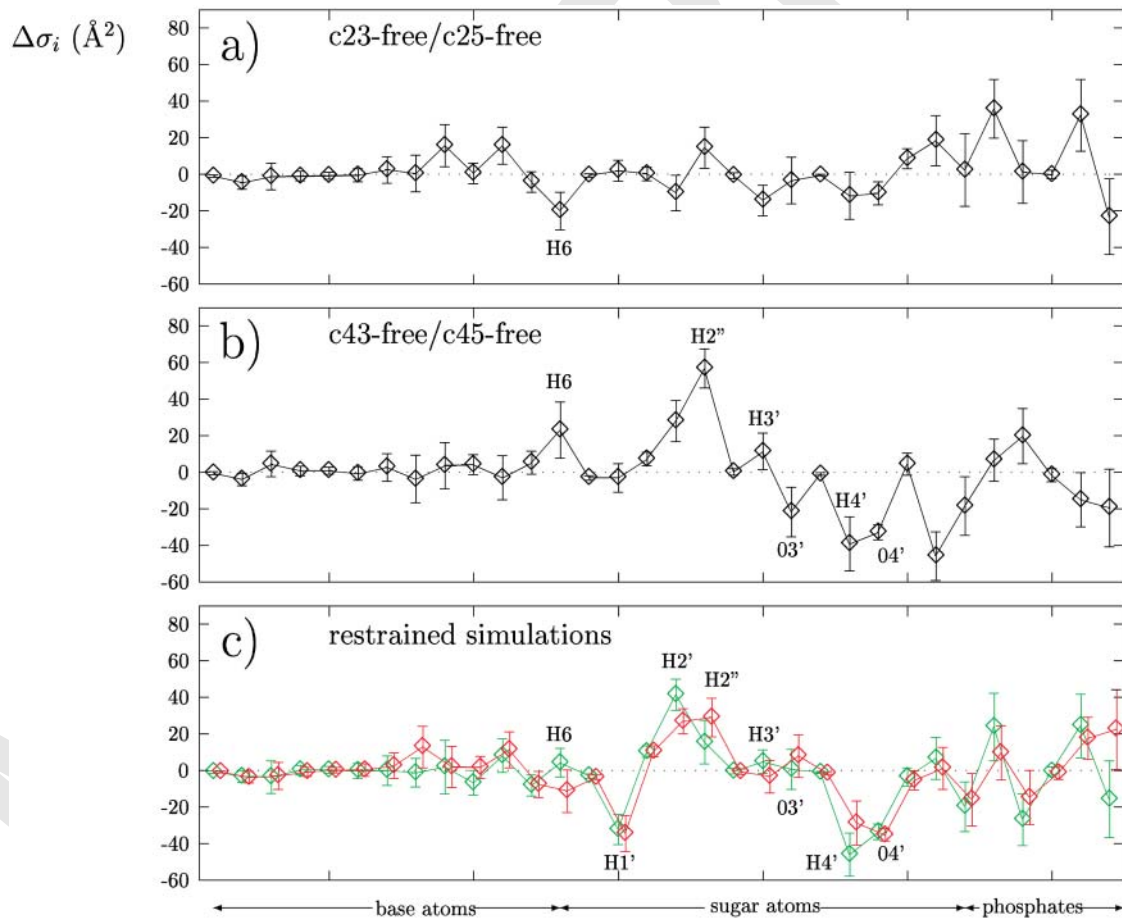 Δσᵢ (Å²)
80
60
40
20
0
-20
-40
-60
a)
c23-free/c25-free
H6
80
60
40
20
0
-20
-40
-60
b)
c43-free/c45-free
H6
H2”
H3’
03’
H4’
04’
80
60
40
20
0
-20
-40
-60
c)
restrained simulations
H6
H1’
H2’
H2”
H3’
03’
H4’
04’
base atoms
sugar atoms
phosphates